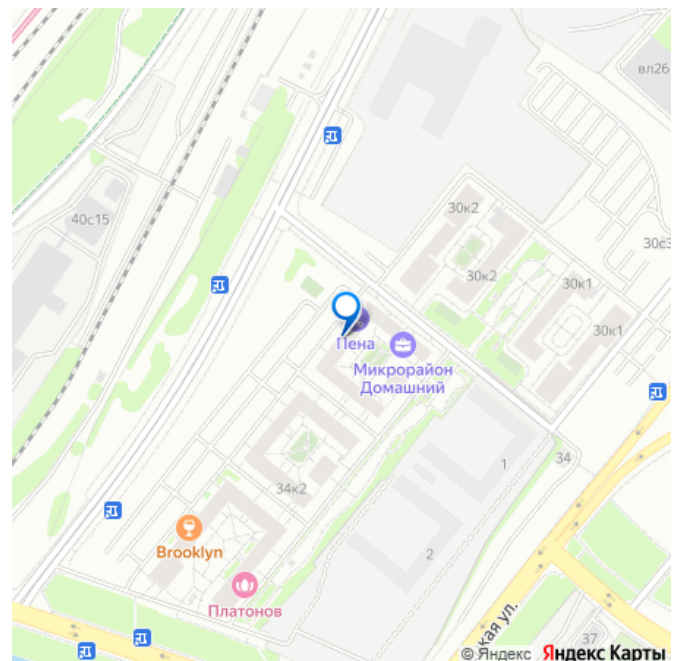 вл26
30к2
40с15
30с3
30к2
30к1
30к1
Пена
Микрорайон
Домашний
1
34
34к2
Brooklyn
2
Платонов
кая ул.
37
© Яндекс Яндекс Карты